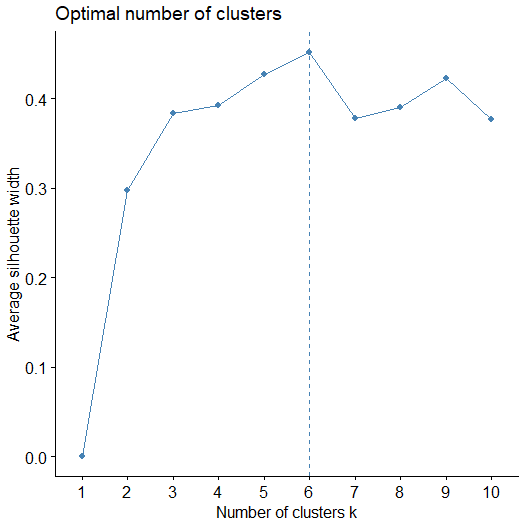 Optimal number of clusters
Average silhouette width
0.4
0.3
0.2
0.1
0.0
1 2 3 4 5 6 7 8 9 10
Number of clusters k